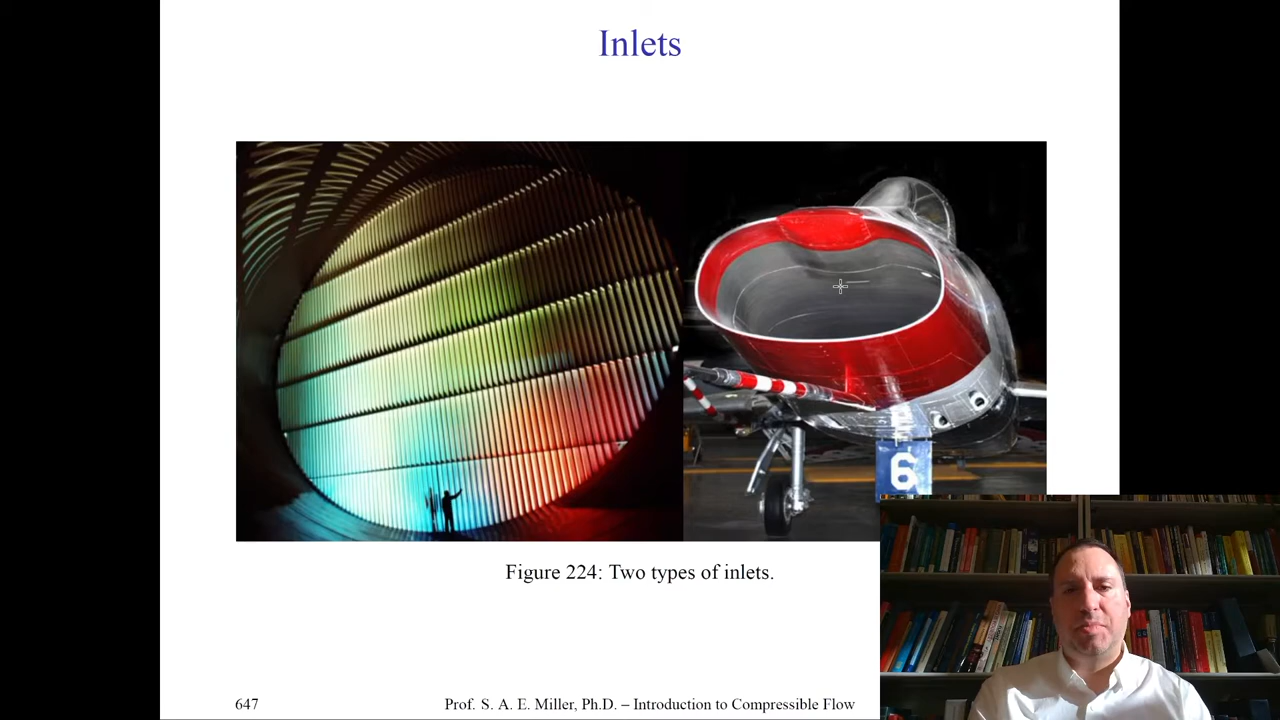 Inlets
6
Figure 224: Two types of inlets.
647
Prof. S. A. E. Miller, Ph.D. – Introduction to Compressible Flow